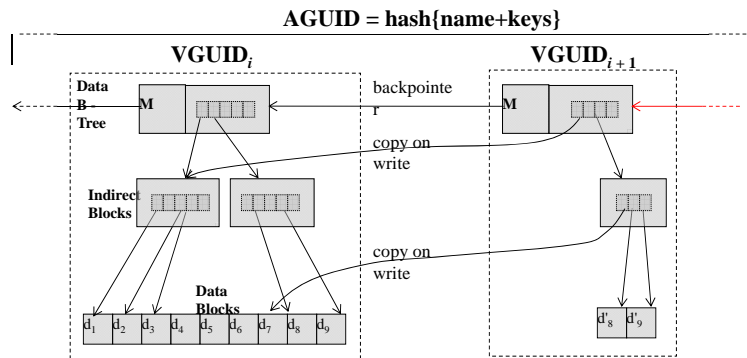 AGUID = hash{name+keys}
VGUIDᵢ
VGUIDᵢ₊₁
Data
B -
Tree
M
backpointe
r
M
copy on
write
Indirect
Blocks
copy on
write
Data
Blocks
d₁ d₂ d₃ d₄ d₅ d₆ d₇ d₈ d₉
d'₈ d'₉